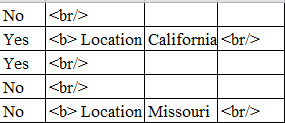 No <br/>
Yes <b> Location California <br/>
Yes <br/>
No <br/>
No <b> Location Missouri <br/>